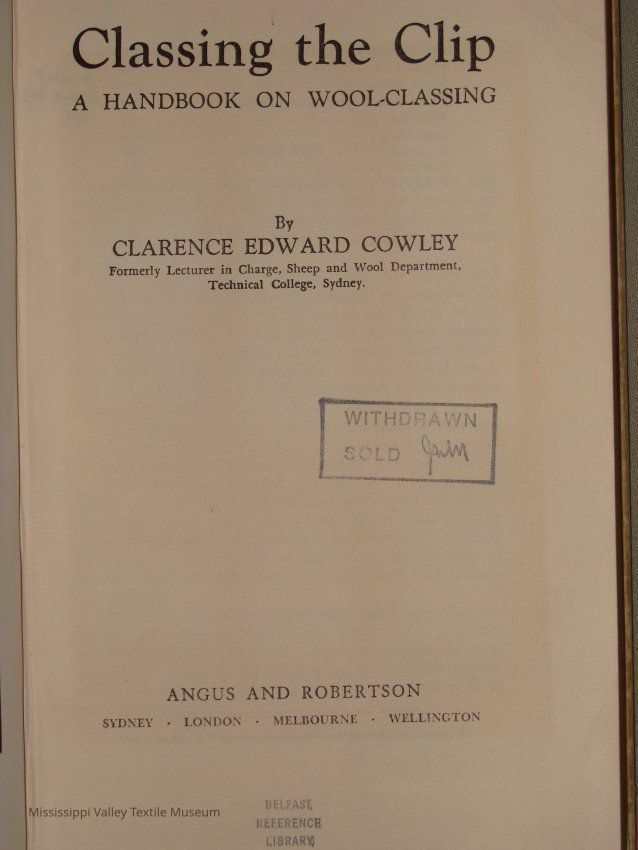 Classing the Clip
A HANDBOOK ON WOOL-CLASSING
By
CLARENCE EDWARD COWLEY
Formerly Lecturer in Charge, Sheep and Wool Department,
Technical College, Sydney.
WITHDRAWN
SOLD
ANGUS AND ROBERTSON
SYDNEY · LONDON · MELBOURNE · WELLINGTON
Mississippi Valley Textile Museum
BELFAST,
REFERENCE
LIBRARY